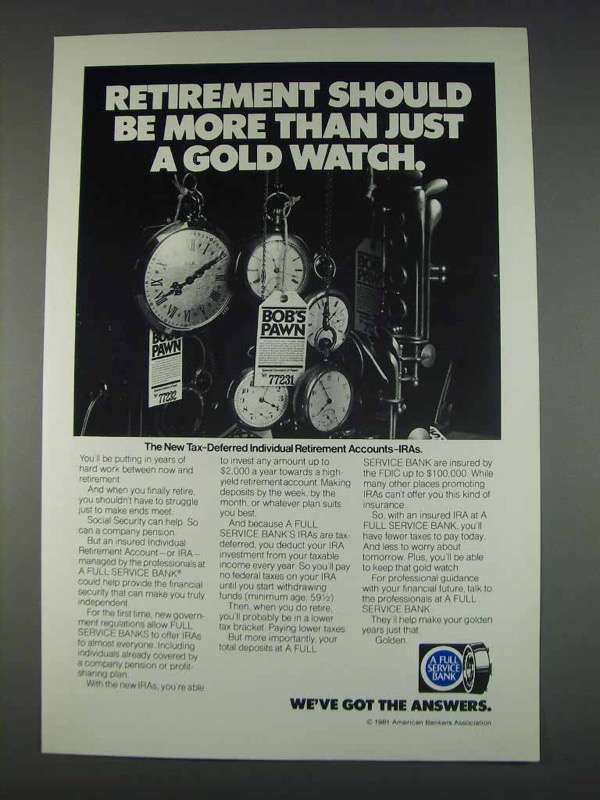 RETIREMENT SHOULD
BE MORE THAN JUST
A GOLD WATCH.
BOB'S
PAWN
BOB'S
PAWN
77231
BOB'S
PAWN
77232
The New Tax-Deferred Individual Retirement Accounts-IRAs.
You'll be putting in years of
hard work between now and
retirement.
And when you finally retire,
you shouldn't have to struggle
just to make ends meet.
Social Security can help. So
can a company pension.
But an insured Individual
Retirement Account—or IRA—
managed by the professionals at
A FULL SERVICE BANK®
could help provide the financial
security that can make you truly
independent.
For the first time, new govern-
ment regulations allow FULL
SERVICE BANKS to offer IRAs
to almost everyone. Including
individuals already covered by
a company pension or profit-
sharing plan.
With the new IRAs, you're able
to invest any amount up to
$2,000 a year towards a high-
yield retirement account. Making
deposits by the week, by the
month, or whatever plan suits
you best.
And because A FULL
SERVICE BANK'S IRAs are tax-
deferred, you deduct your IRA
investment from your taxable
income every year. So you'll pay
no federal taxes on your IRA
until you start withdrawing
funds (minimum age, 59½)
Then, when you do retire,
you'll probably be in a lower
tax bracket. Paying lower taxes.
But more importantly, your
total deposits at A FULL
SERVICE BANK are insured by
the FDIC up to $100,000. While
many other places promoting
IRAs can't offer you this kind of
insurance.
So, with an insured IRA at A
FULL SERVICE BANK, you'll
have fewer taxes to pay today.
And less to worry about
tomorrow. Plus, you'll be able
to keep that gold watch.
For professional guidance
with your financial future, talk to
the professionals at A FULL
SERVICE BANK.
They'll help make your golden
years just that.
Golden.
A FULL
SERVICE
BANK
WE'VE GOT THE ANSWERS.
© 1981 American Bankers Association